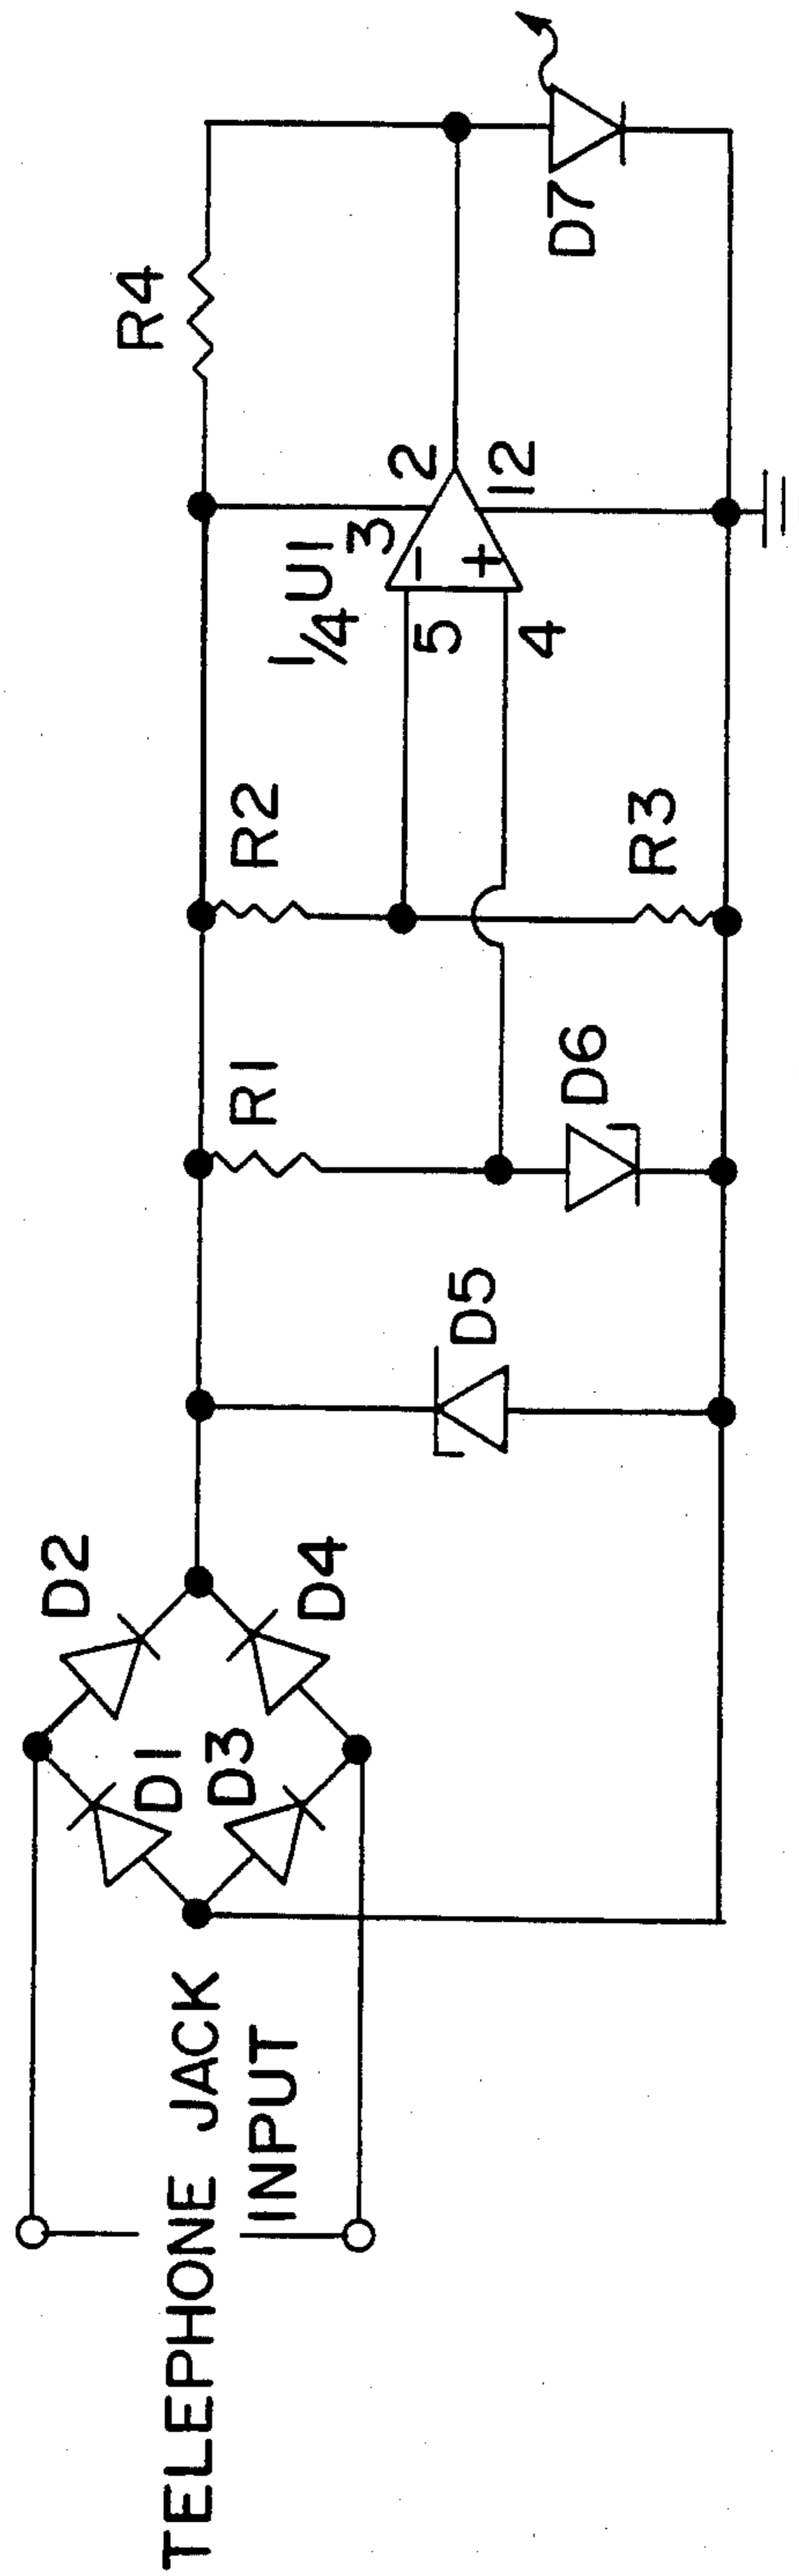 TELEPHONE JACK
INPUT
D1
D2
D3
D4
D5
D6
R1
R2
R3
1/4 U1
3
2
5
4
12
-
+
R4
D7